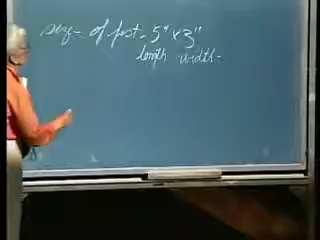 size of post - 5" x 3"
length width